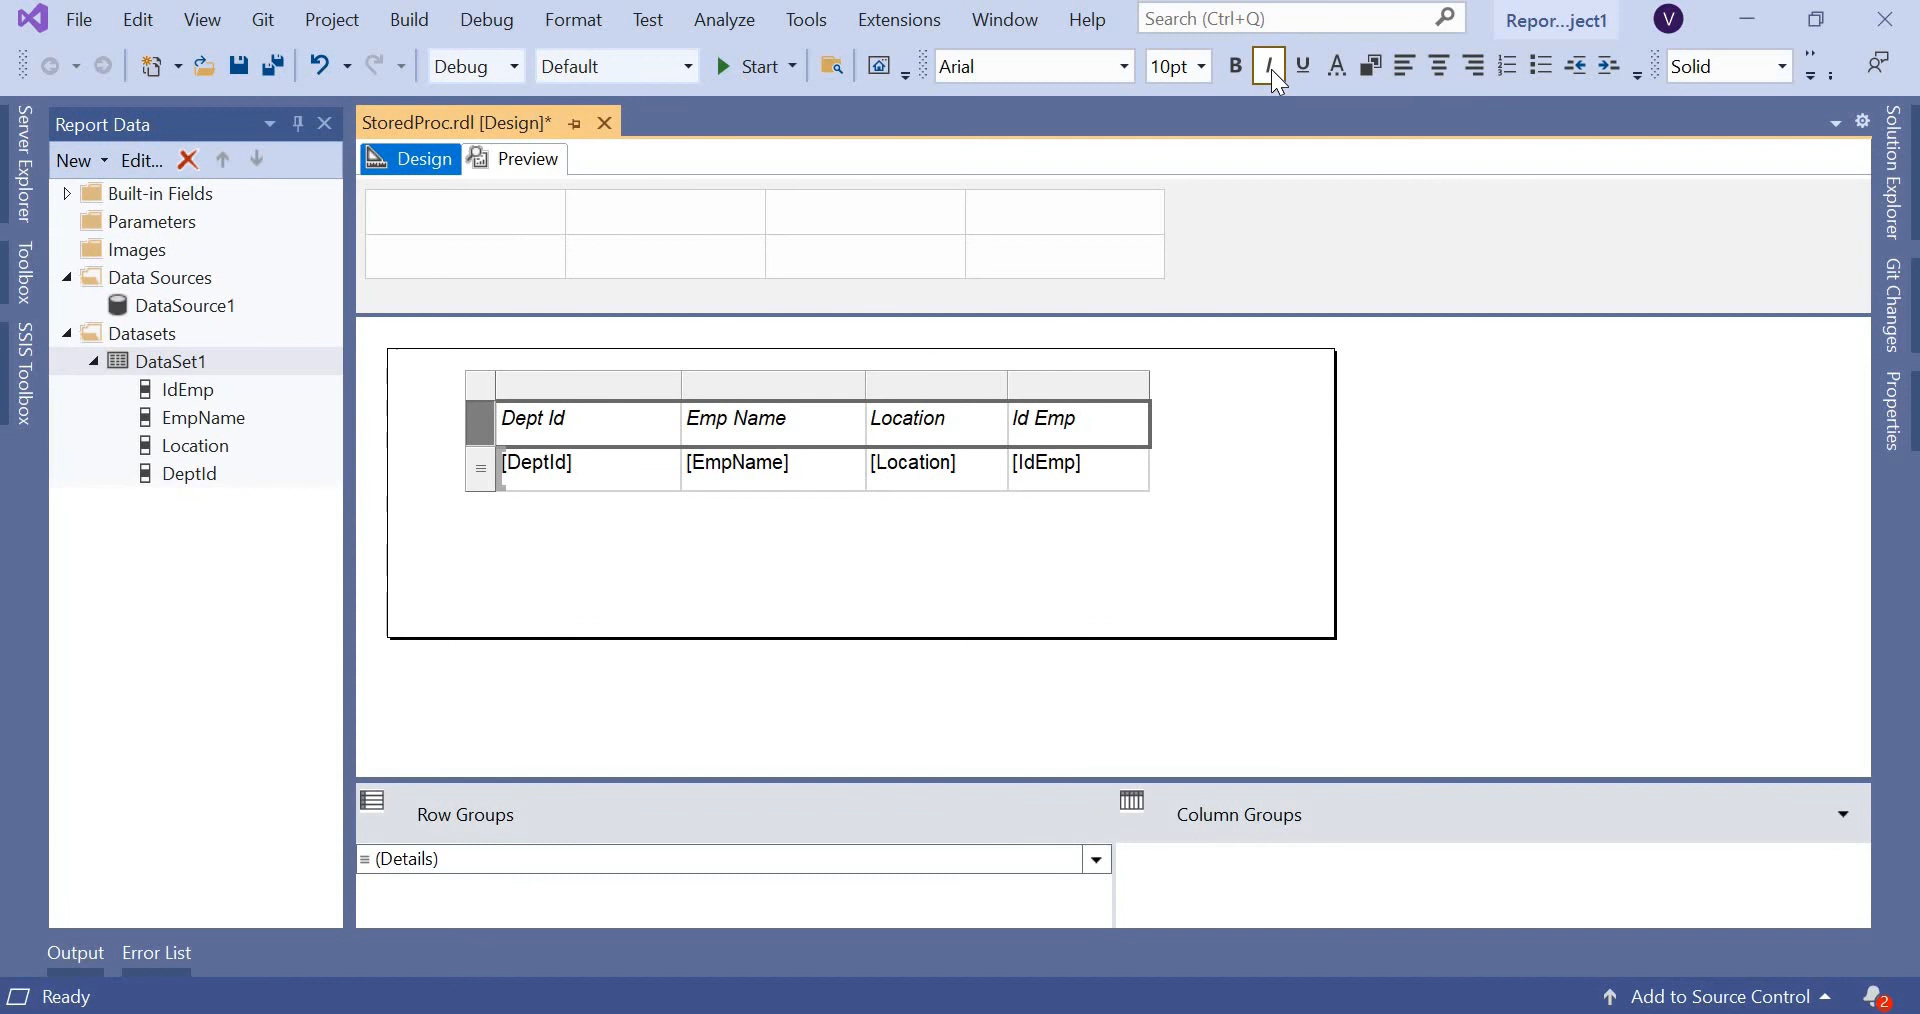 File Edit View Git Project Build Debug Format Test Analyze Tools Extensions Window Help Search (Ctrl+Q) Repor...ject1 V
Debug Default Start Arial 10pt B I U A Solid
Server Explorer
Toolbox
SSIS Toolbox
Report Data
New Edit...
Built-in Fields
Parameters
Images
Data Sources
DataSource1
Datasets
DataSet1
IdEmp
EmpName
Location
DeptId
StoredProc.rdl [Design]*
Design Preview
Dept Id Emp Name Location Id Emp
[DeptId] [EmpName] [Location] [IdEmp]
Row Groups Column Groups
(Details)
Solution Explorer
Git Changes
Properties
Output Error List
Ready Add to Source Control 2